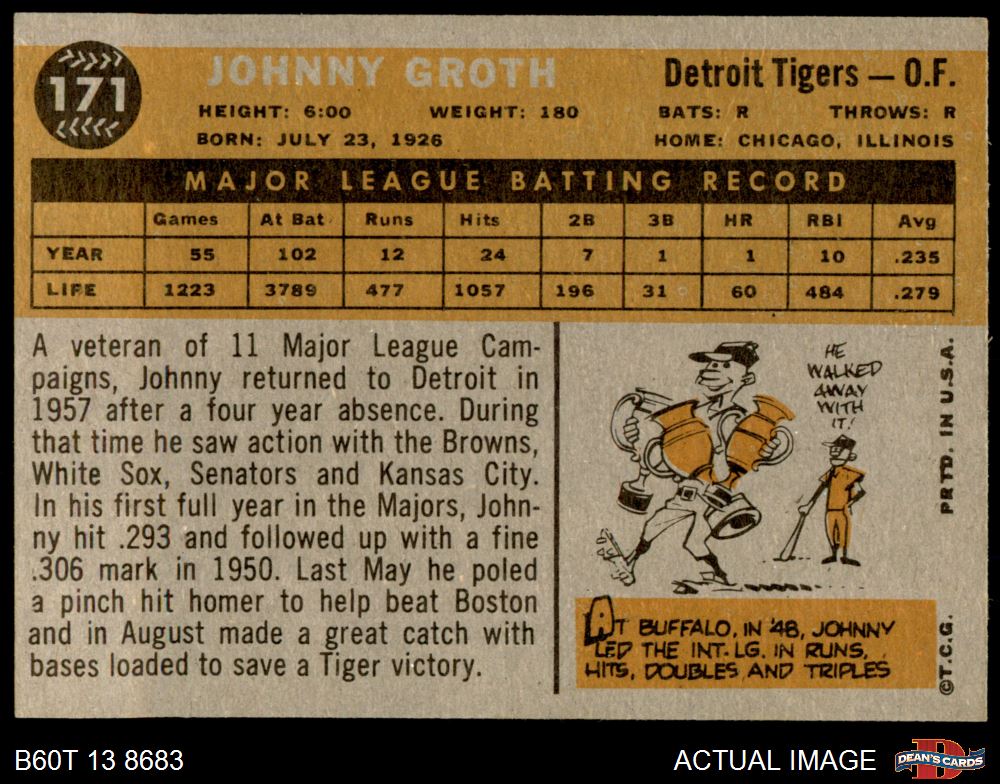 171
JOHNNY GROTH
Detroit Tigers — O.F.
HEIGHT: 6:00 WEIGHT: 180 BATS: R THROWS: R
BORN: JULY 23, 1926 HOME: CHICAGO, ILLINOIS
MAJOR LEAGUE BATTING RECORD
Games At Bat Runs Hits 2B 3B HR RBI Avg
YEAR 55 102 12 24 7 1 1 10 .235
LIFE 1223 3789 477 1057 196 31 60 484 .279
A veteran of 11 Major League Cam-
paigns, Johnny returned to Detroit in
1957 after a four year absence. During
that time he saw action with the Browns,
White Sox, Senators and Kansas City.
In his first full year in the Majors, John-
ny hit .293 and followed up with a fine
.306 mark in 1950. Last May he poled
a pinch hit homer to help beat Boston
and in August made a great catch with
bases loaded to save a Tiger victory.
HE
WALKED
AWAY
WITH
IT!
AT BUFFALO, IN '48, JOHNNY
LED THE INT. LG. IN RUNS,
HITS, DOUBLES AND TRIPLES
PRTD. IN U.S.A.
©T.C.G.
B60T 13 8683
ACTUAL IMAGE
DEAN'S CARDS